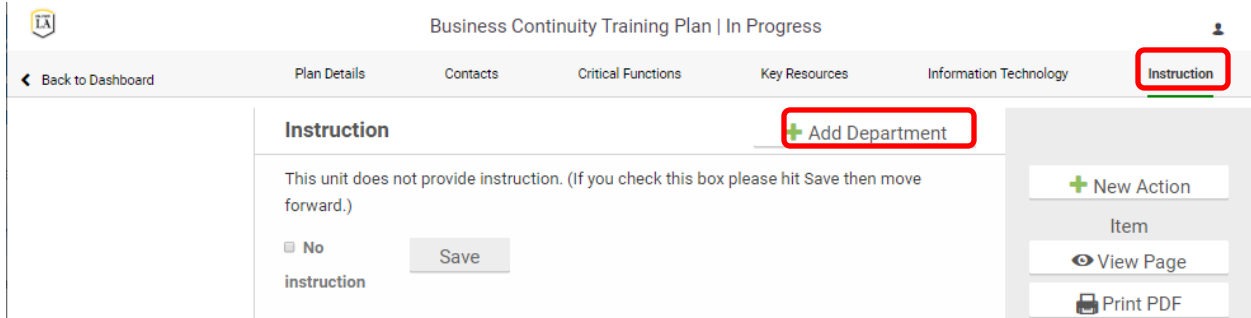 LA
Business Continuity Training Plan | In Progress
Back to Dashboard
Plan Details
Contacts
Critical Functions
Key Resources
Information Technology
Instruction
Instruction
Add Department
This unit does not provide instruction. (If you check this box please hit Save then move
forward.)
No
instruction
Save
New Action
Item
View Page
Print PDF